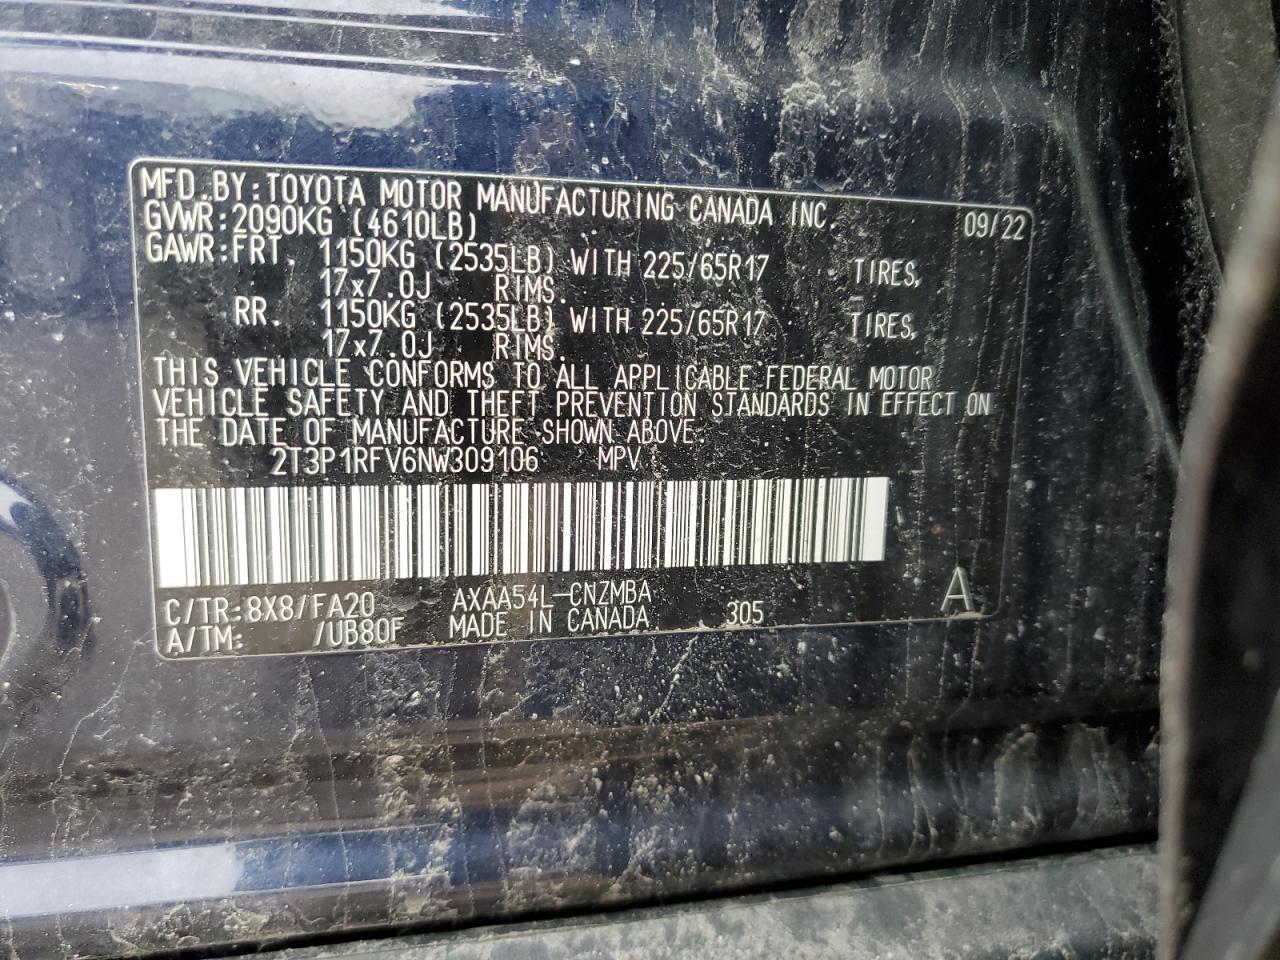 MFD.BY:TOYOTA MOTOR MANUFACTURING CANADA INC. 09/22
GVWR:2090KG (4610LB)
GAWR:FRT. 1150KG (2535LB) WITH 225/65R17 TIRES,
17x7.0J RIMS.
RR. 1150KG (2535LB) WITH 225/65R17 TIRES,
17x7.0J RIMS.
THIS VEHICLE CONFORMS TO ALL APPLICABLE FEDERAL MOTOR
VEHICLE SAFETY AND THEFT PREVENTION STANDARDS IN EFFECT ON
THE DATE OF MANUFACTURE SHOWN ABOVE.
2T3P1RFV6NW309106 MPV
C/TR:8X8/FA20 AXAA54L-CNZMBA A
A/TM: /UB80F MADE IN CANADA 305